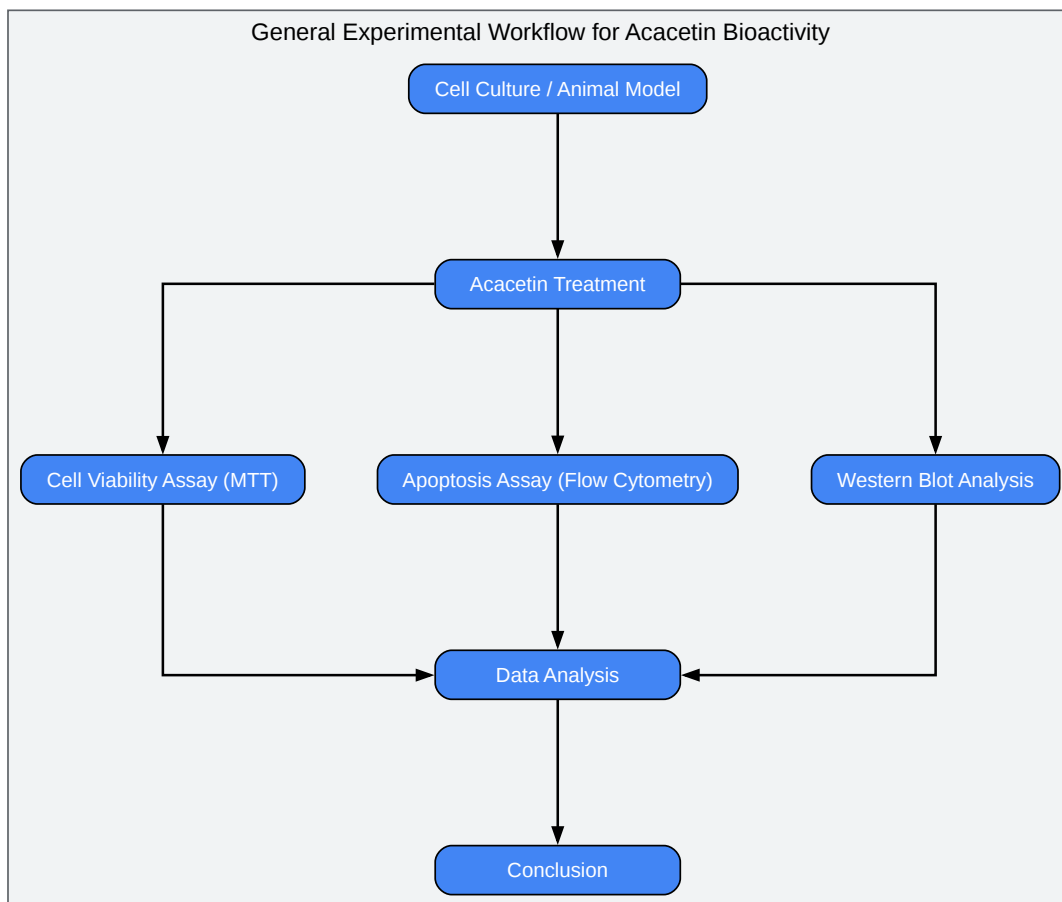 General Experimental Workflow for Acacetin Bioactivity
Cell Culture / Animal Model
Acacetin Treatment
Cell Viability Assay (MTT)
Apoptosis Assay (Flow Cytometry)
Western Blot Analysis
Data Analysis
Conclusion